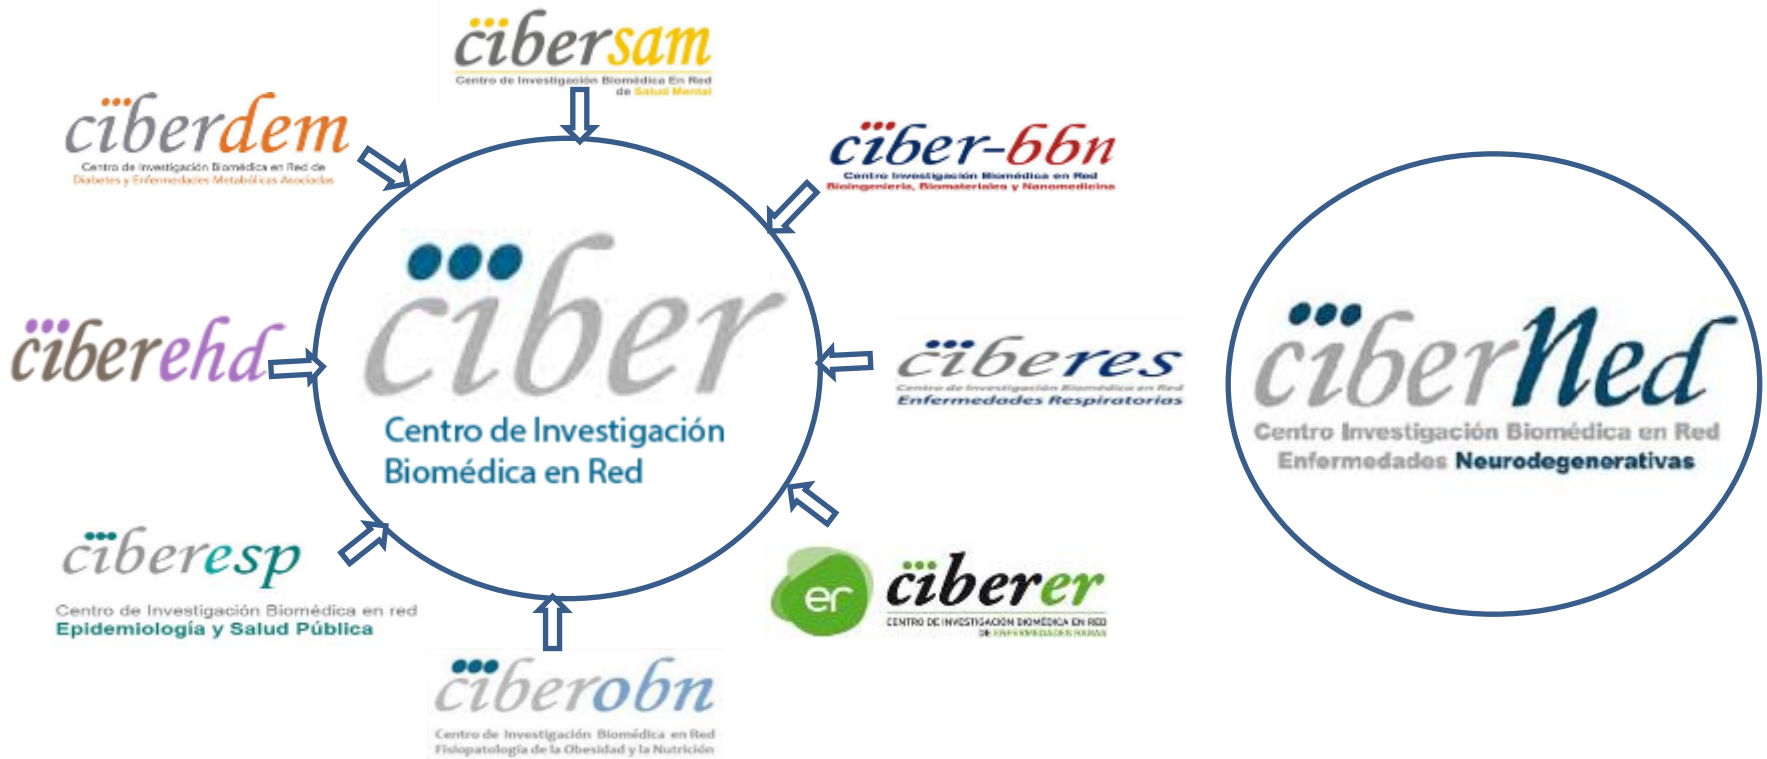 cibersam
Centro de Investigación Biomédica En Red
de Salud Mental
ciberdem
Centro de Investigación Biomédica en Red de
Diabetes y Enfermedades Metabólicas Asociadas
ciber-bbn
Centro Investigación Biomédica en Red
Bioingeniería, Biomateriales y Nanomedicina
ciber
Centro de Investigación
Biomédica en Red
ciberehd
ciberes
Centro de Investigación Biomédica en Red
Enfermedades Respiratorias
ciberNed
Centro Investigación Biomédica en Red
Enfermedades Neurodegenerativas
ciberesp
Centro de Investigación Biomédica en red
Epidemiología y Salud Pública
er
ciberer
CENTRO DE INVESTIGACIÓN BIOMÉDICA EN RED
DE ENFERMEDADES RARAS
ciberobn
Centro de Investigación Biomédica en Red
Fisiopatología de la Obesidad y la Nutrición